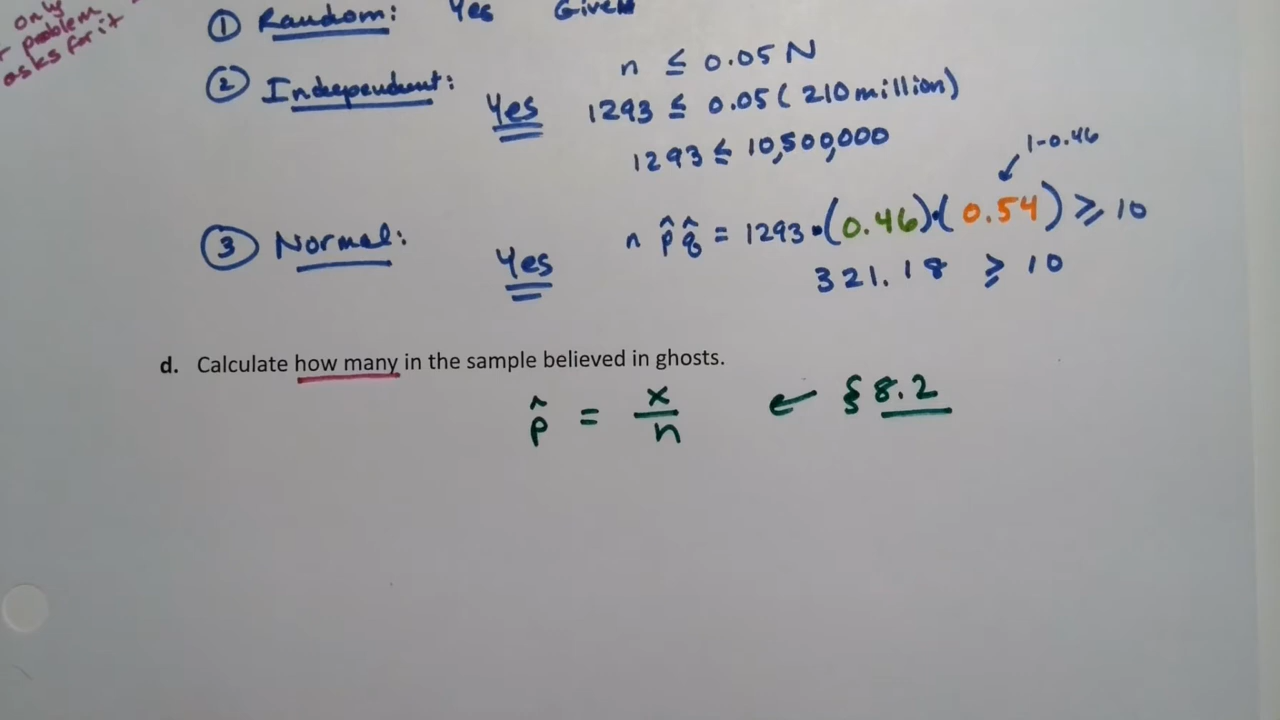 only
problem
asks for it
① Random: Yes Given
② Independent: Yes n ≤ 0.05 N
1293 ≤ 0.05 (210 million)
1293 ≤ 10,500,000
1-0.46
③ Normal: Yes n p̂ q̂ = 1293 • (0.46) • (0.54) ≥ 10
321.18 ≥ 10
d. Calculate how many in the sample believed in ghosts.
p̂ = x/n ← § 8.2